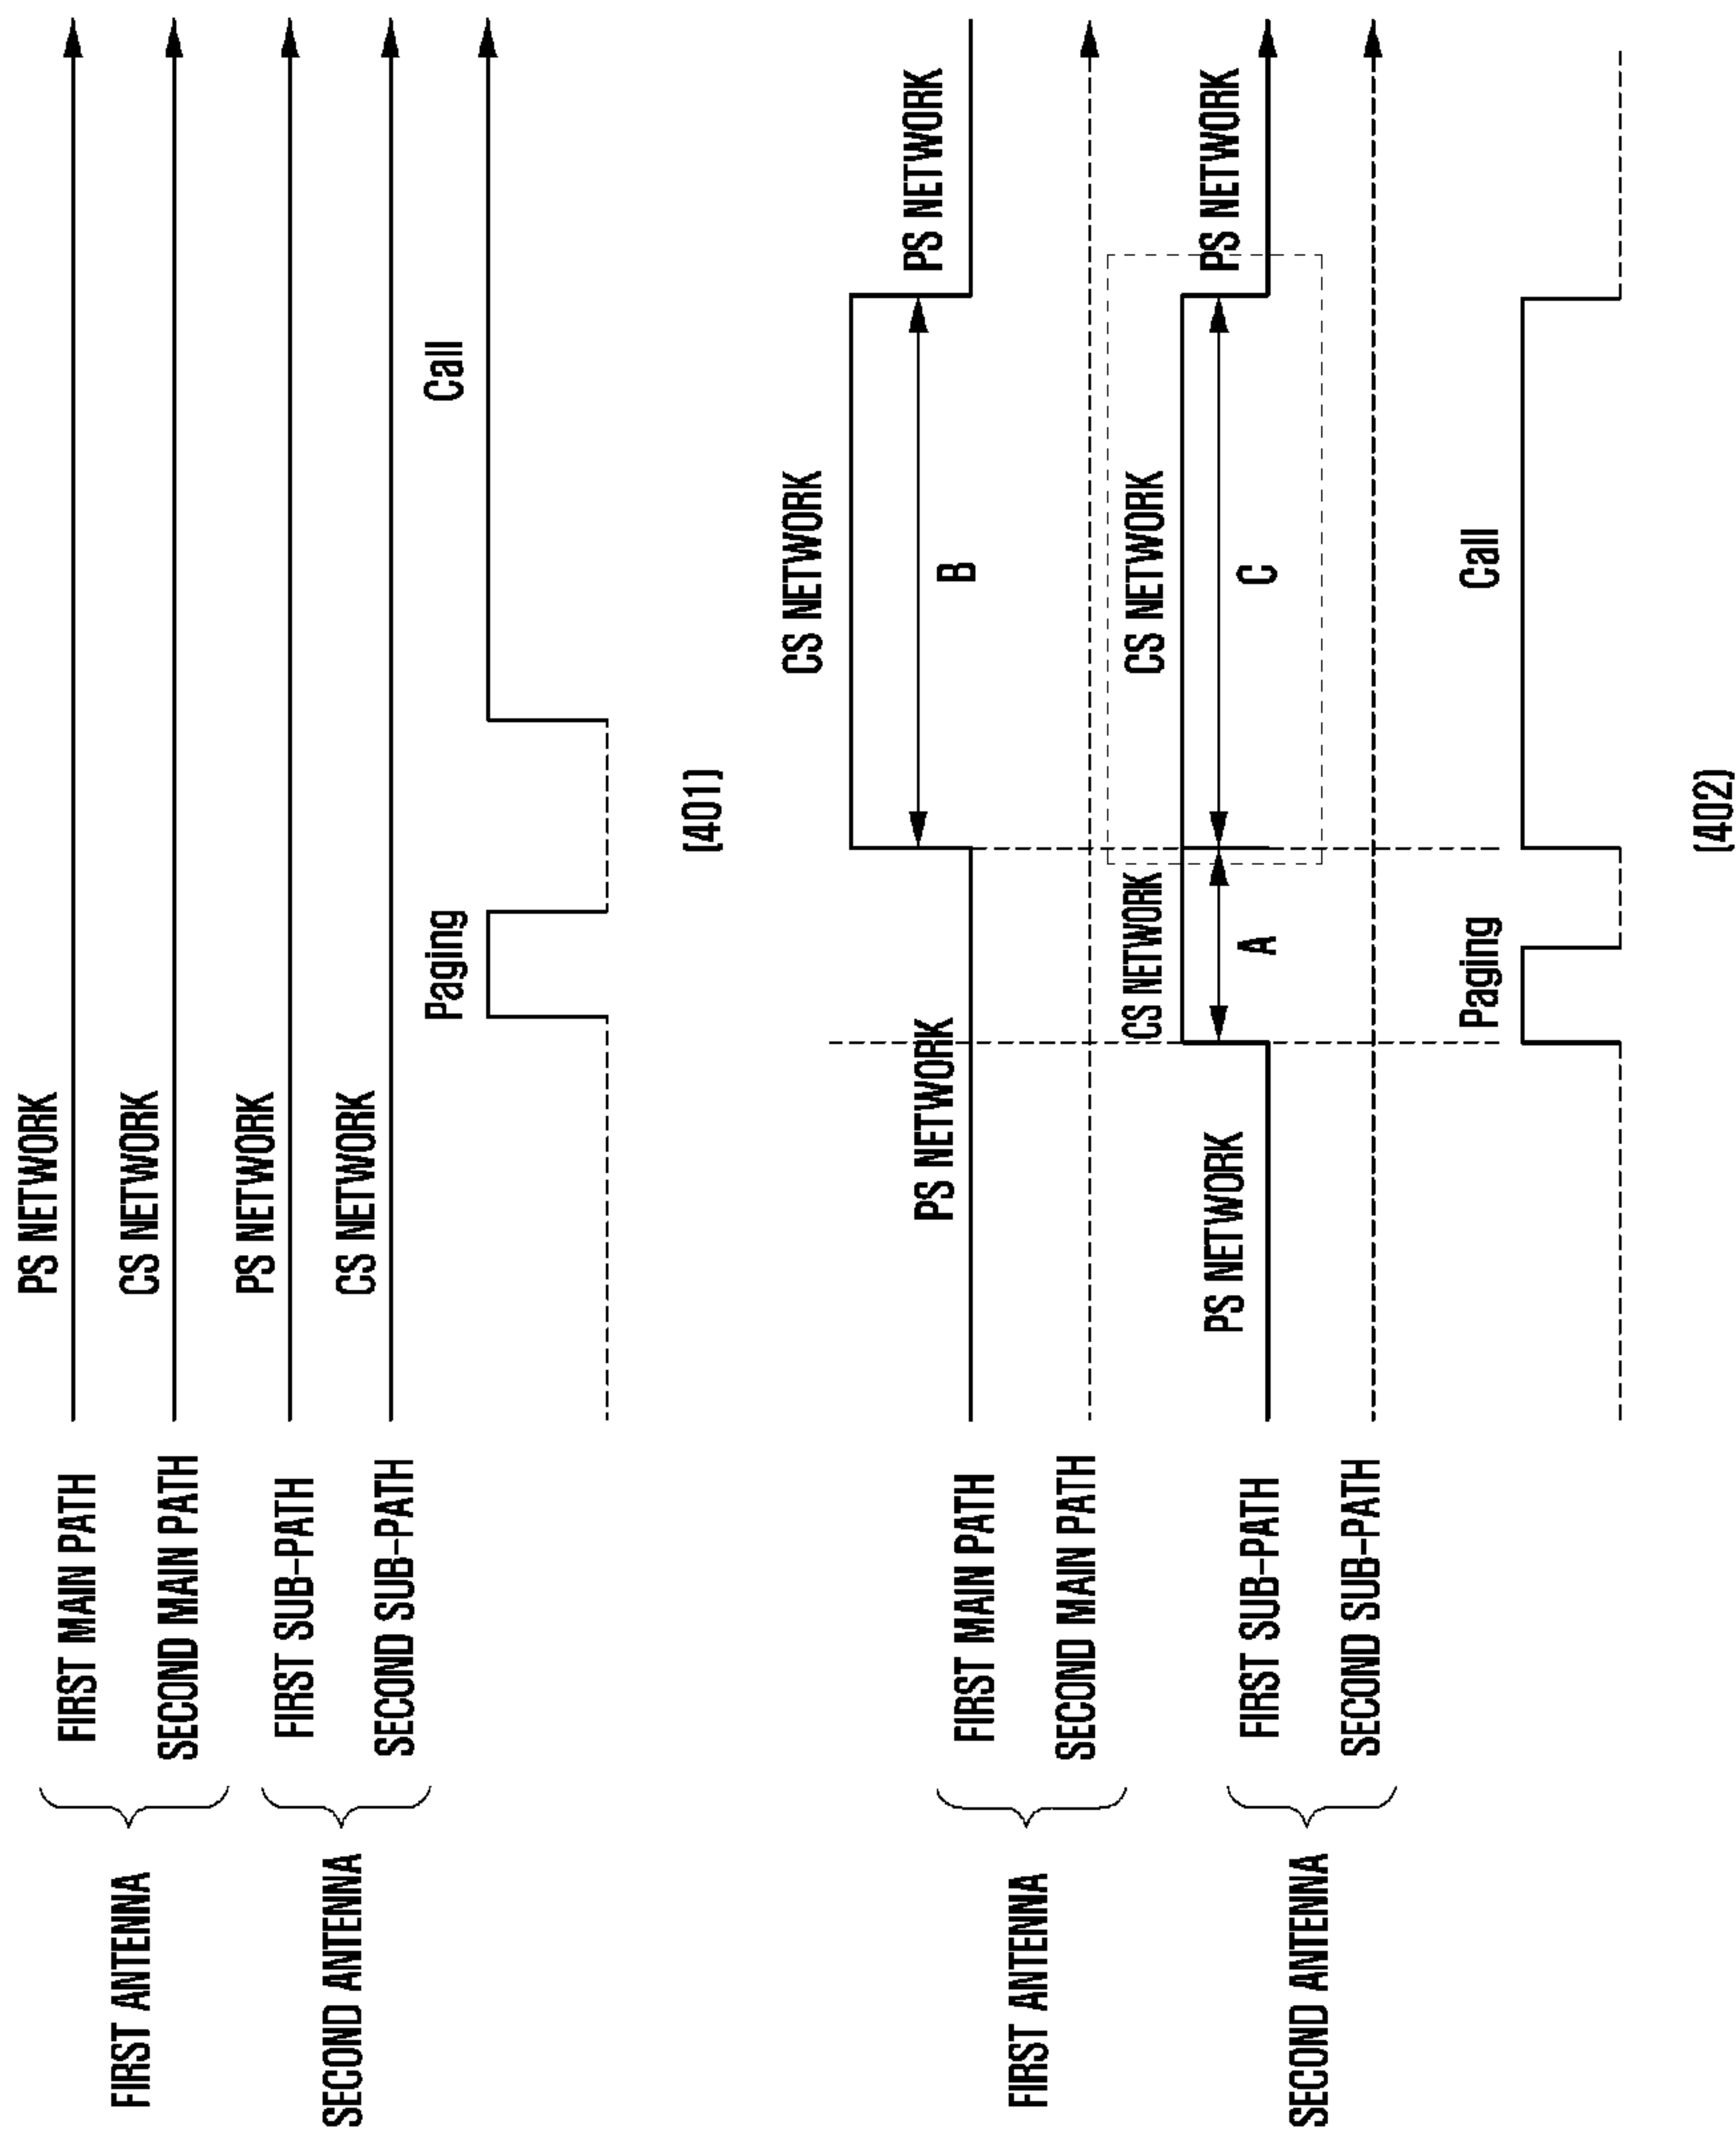 FIRST ANTENNA
FIRST MAIN PATH
PS NETWORK
SECOND MAIN PATH
CS NETWORK
SECOND ANTENNA
FIRST SUB-PATH
PS NETWORK
SECOND SUB-PATH
CS NETWORK
Paging
Call
(401)
FIRST ANTENNA
FIRST MAIN PATH
PS NETWORK
CS NETWORK
B
PS NETWORK
SECOND MAIN PATH
SECOND ANTENNA
FIRST SUB-PATH
PS NETWORK
CS NETWORK
A
CS NETWORK
C
PS NETWORK
SECOND SUB-PATH
Paging
Call
(402)